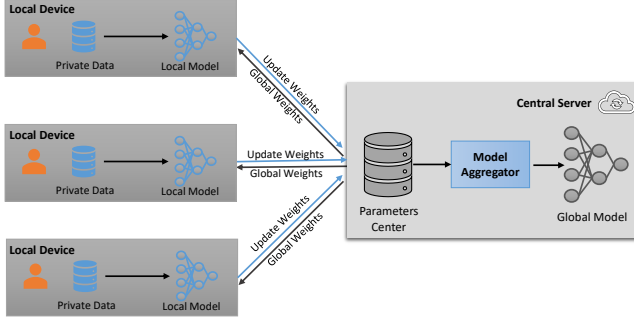 Local Device
Private Data
Local Model
Update Weights
Global Weights
Local Device
Private Data
Local Model
Update Weights
Global Weights
Local Device
Private Data
Local Model
Update Weights
Global Weights
Central Server
Parameters
Center
Model
Aggregator
Global Model